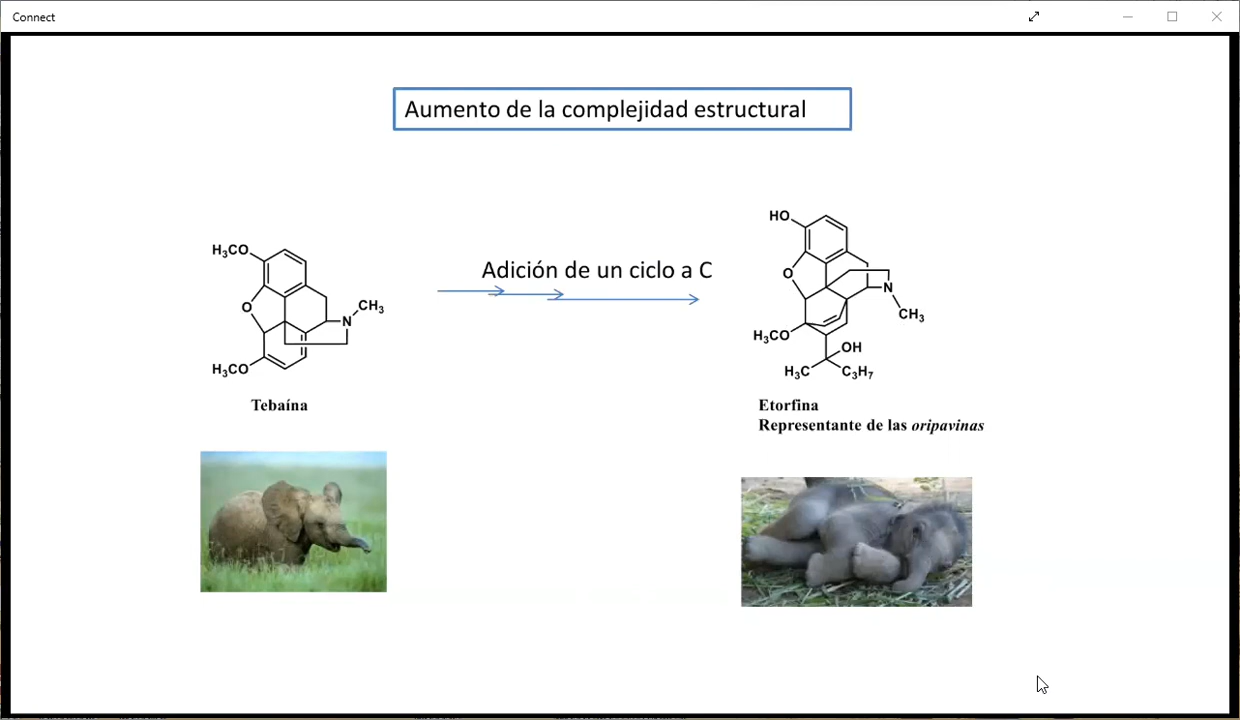 Connect
Aumento de la complejidad estructural
H₃CO
O
N
CH₃
H₃CO
Tebaína
Adición de un ciclo a C
HO
O
N
CH₃
H₃CO
OH
H₃C
C₃H₇
Etorfina
Representante de las oripavinas